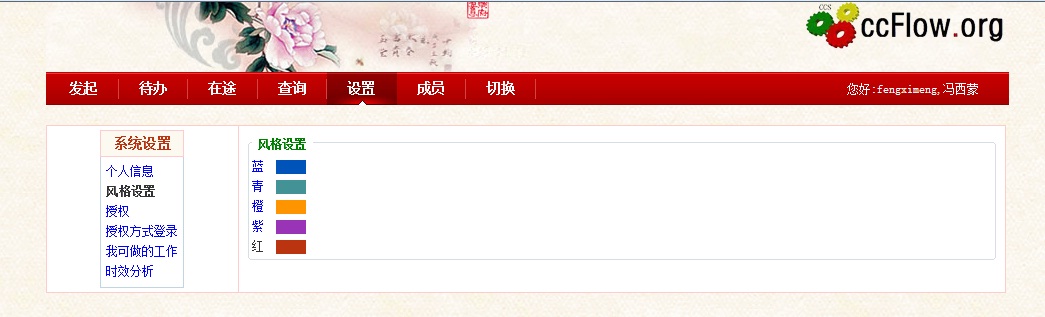 CCS
ccFlow.org
发起 待办 在途 查询 设置 成员 切换 您好:fengximeng,冯西蒙
系统设置
个人信息
风格设置
授权
授权方式登录
我可做的工作
时效分析
风格设置
蓝
青
橙
紫
红